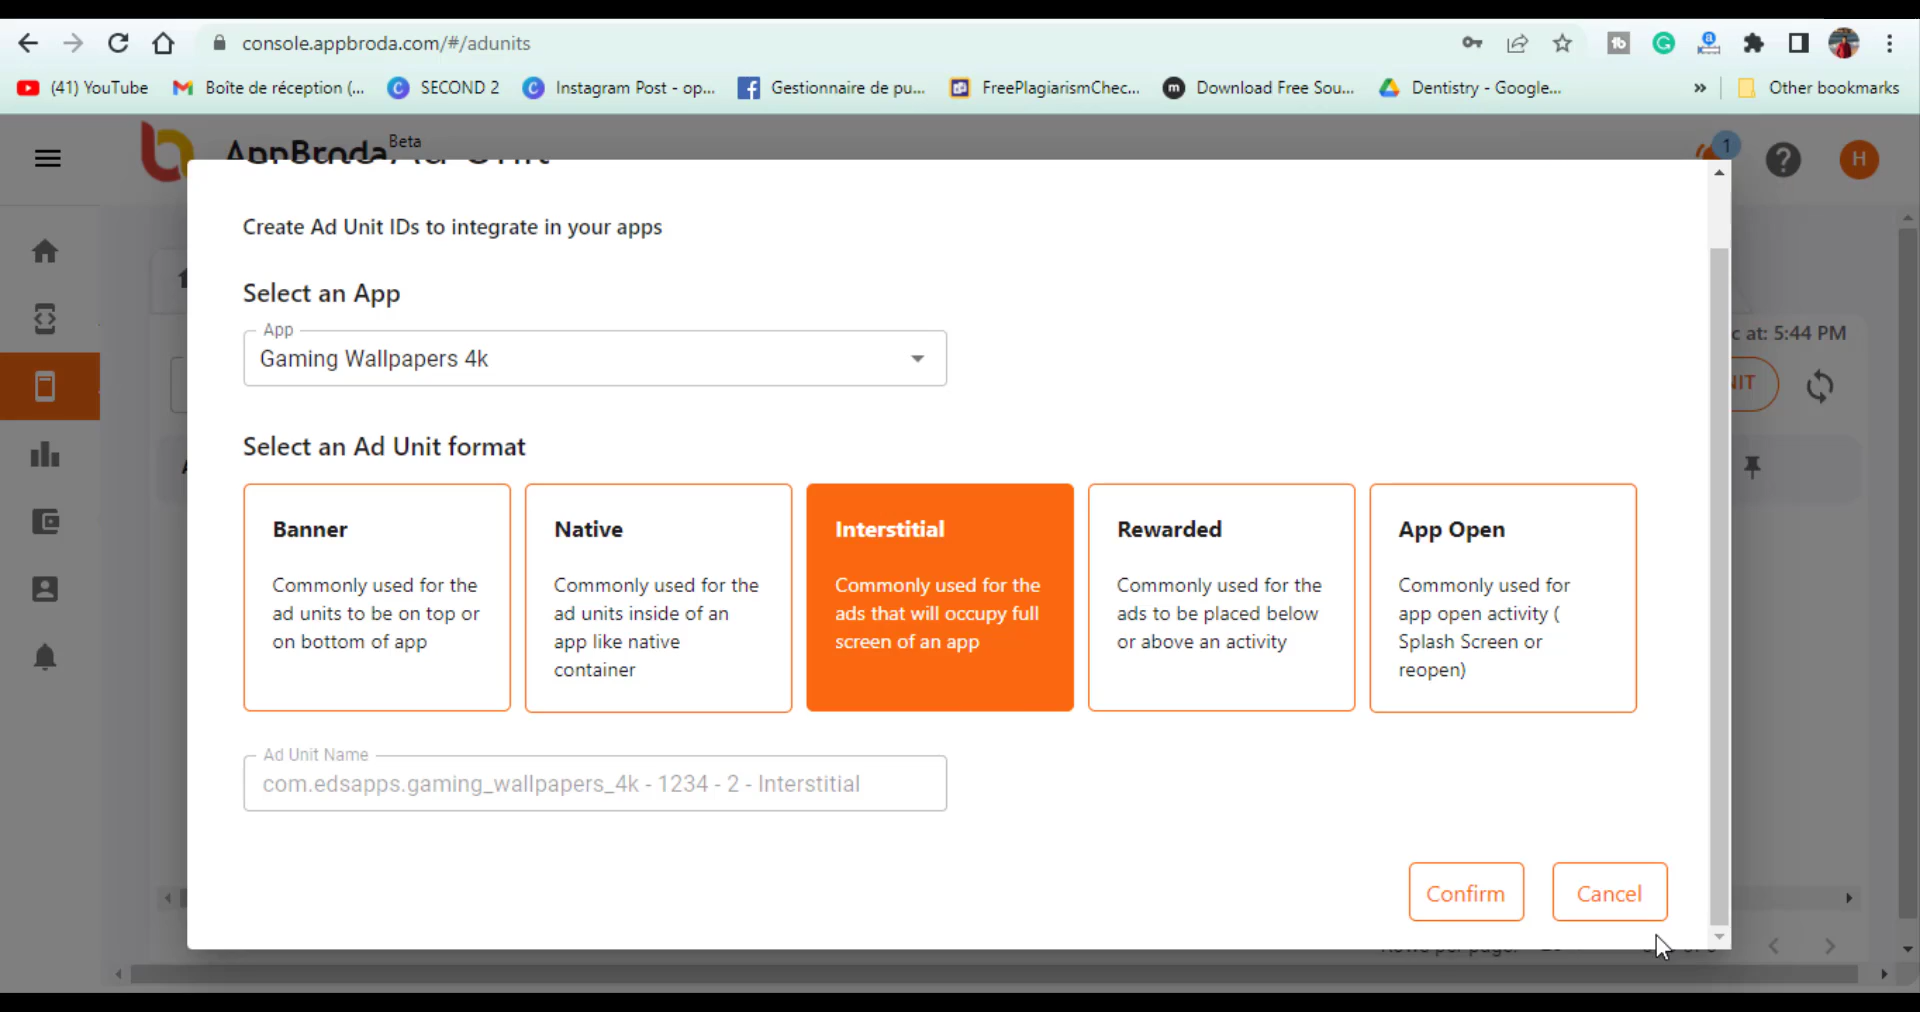 console.appbroda.com/#/adunits
(41) YouTube
Boîte de réception (...
SECOND 2
Instagram Post - op...
Gestionnaire de pu...
FreePlagiarismChec...
Download Free Sou...
Dentistry - Google...
»
Other bookmarks
AppBroda Beta
Ad Unit
1
H
Create Ad Unit IDs to integrate in your apps
Select an App
App
Gaming Wallpapers 4k
c at: 5:44 PM
NIT
Select an Ad Unit format
Banner
Commonly used for the
ad units to be on top or
on bottom of app
Native
Commonly used for the
ad units inside of an
app like native
container
Interstitial
Commonly used for the
ads that will occupy full
screen of an app
Rewarded
Commonly used for the
ads to be placed below
or above an activity
App Open
Commonly used for
app open activity (
Splash Screen or
reopen)
Ad Unit Name
com.edsapps.gaming_wallpapers_4k - 1234 - 2 - Interstitial
Confirm
Cancel
Rows per page: